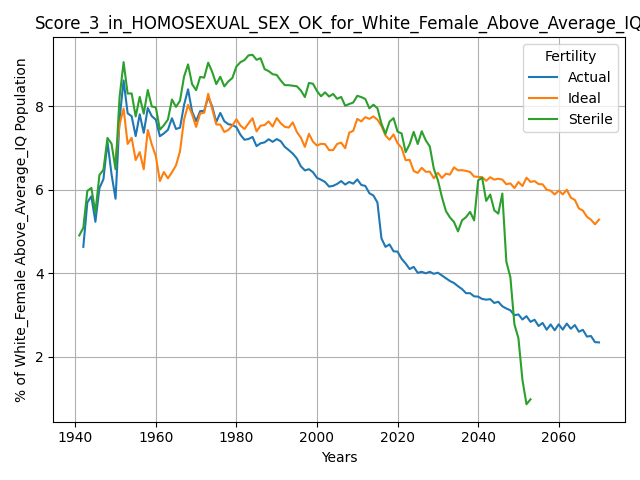 Score_3_in_HOMOSEXUAL_SEX_OK_for_White_Female_Above_Average_IQ
Fertility
Actual
Ideal
Sterile
% of White_Female Above_Average_IQ Population
8
6
4
2
1940
1960
1980
2000
2020
2040
2060
Years